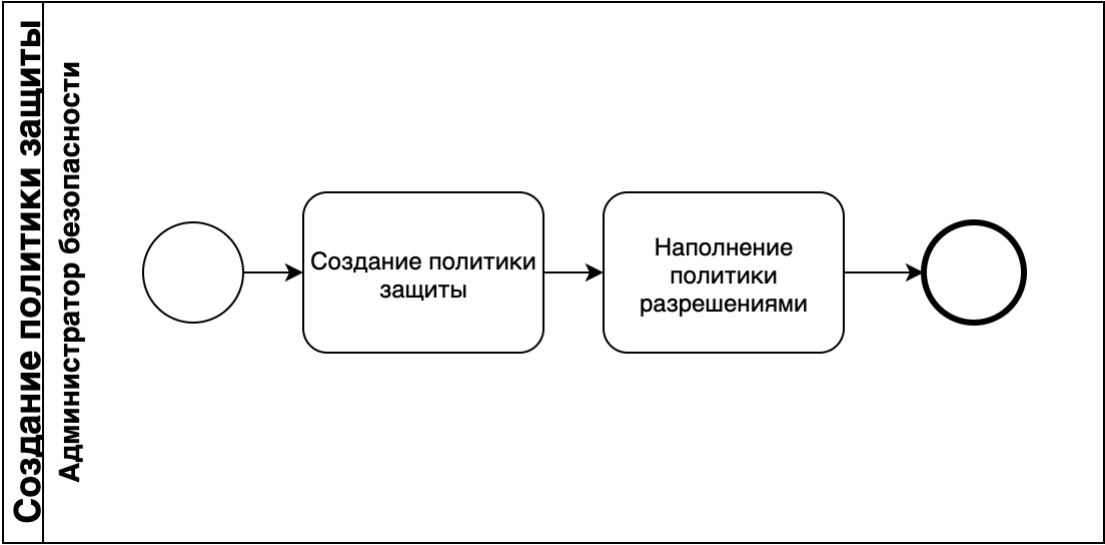 Создание политики защиты
Администратор безопасности
Создание политики
защиты
Наполнение
политики
разрешениями